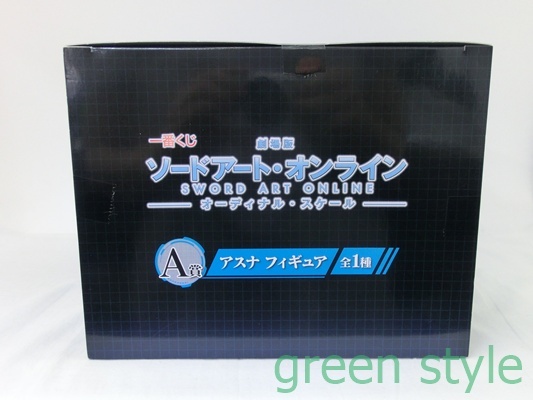 一番くじ
劇場版
ソードアート・オンライン
SWORD ART ONLINE
オーディナル・スケール
A賞 アスナ フィギュア 全1種
green style